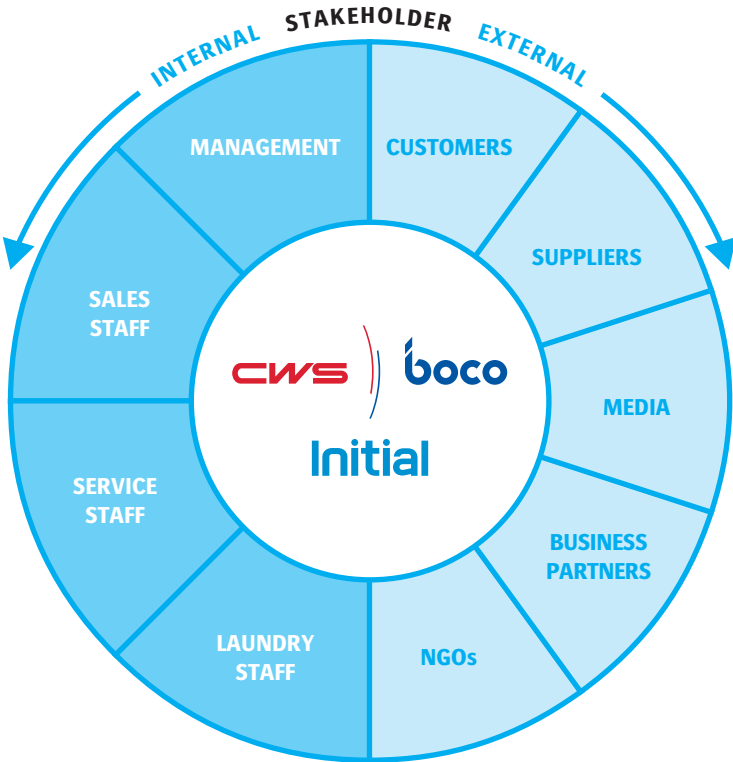 STAKEHOLDER
INTERNAL
EXTERNAL
MANAGEMENT
CUSTOMERS
SUPPLIERS
SALES
STAFF
cws
boco
MEDIA
Initial
SERVICE
STAFF
BUSINESS
PARTNERS
LAUNDRY
STAFF
NGOs